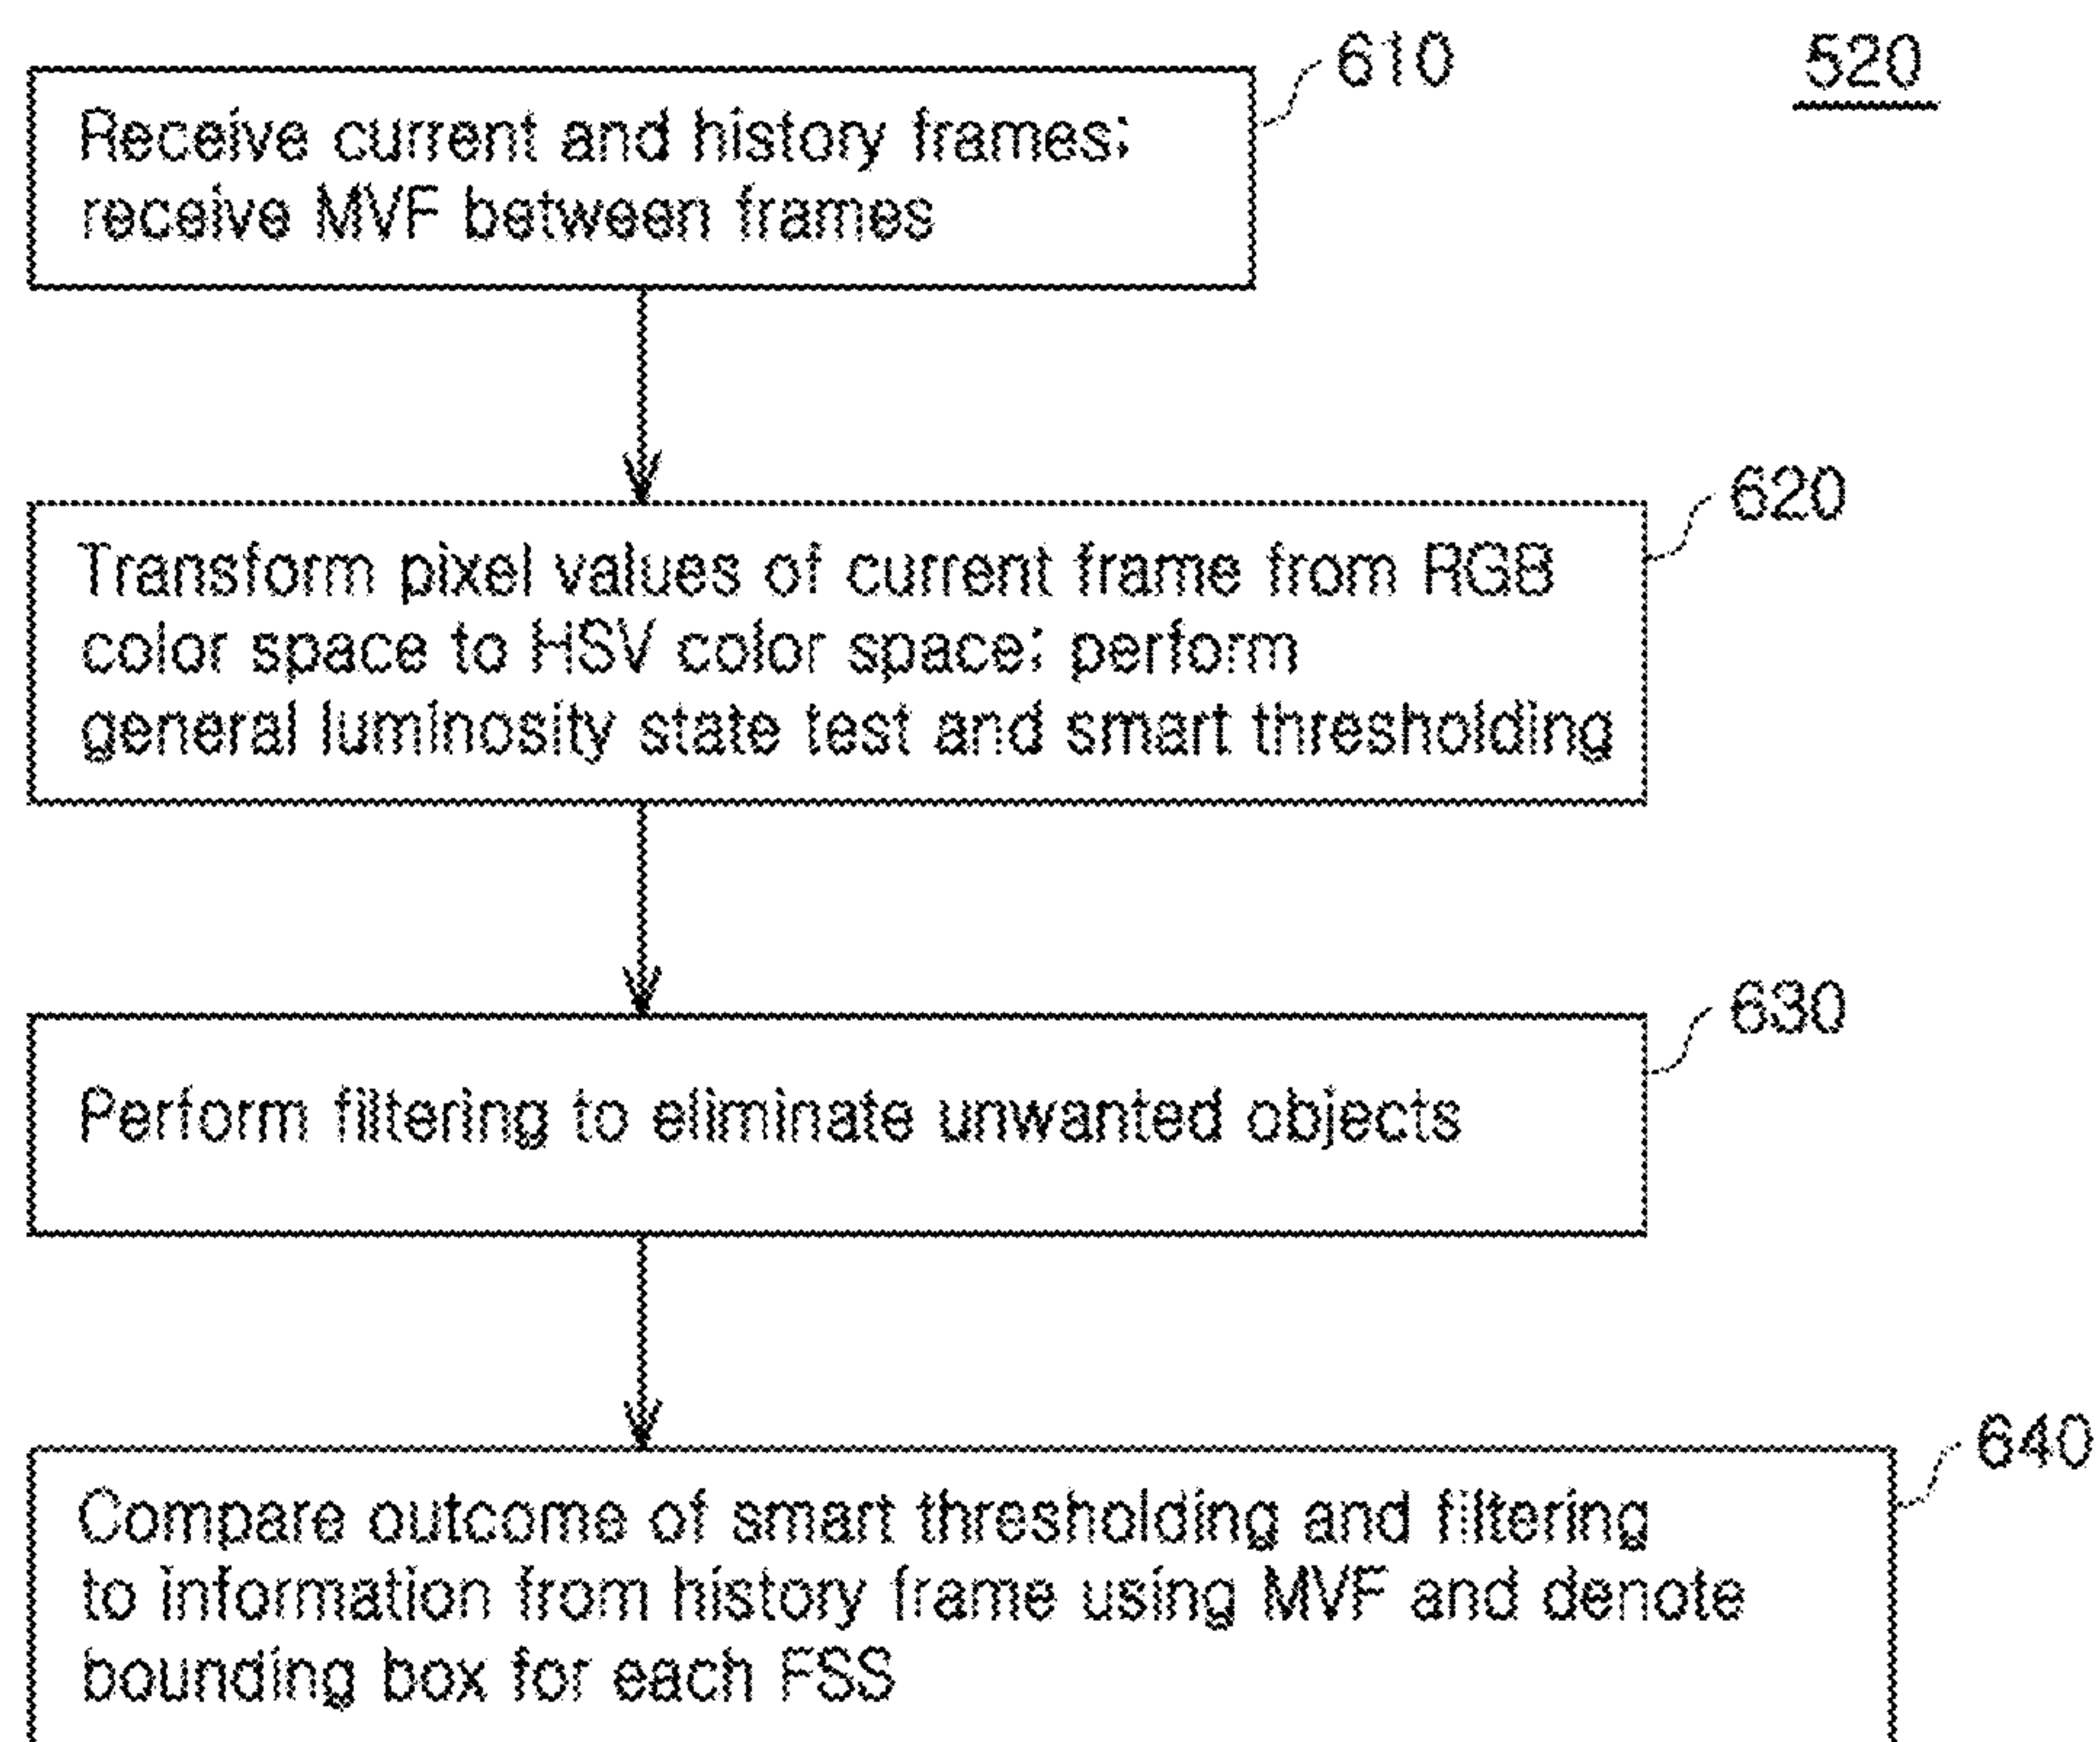 610
520
Receive current and history frames;
receive MVF between frames
620
Transform pixel values of current frame from RGB
color space to HSV color space; perform
general luminosity state test and smart thresholding
630
Perform filtering to eliminate unwanted objects
640
Compare outcome of smart thresholding and filtering
to information from history frame using MVF and denote
bounding box for each FSS